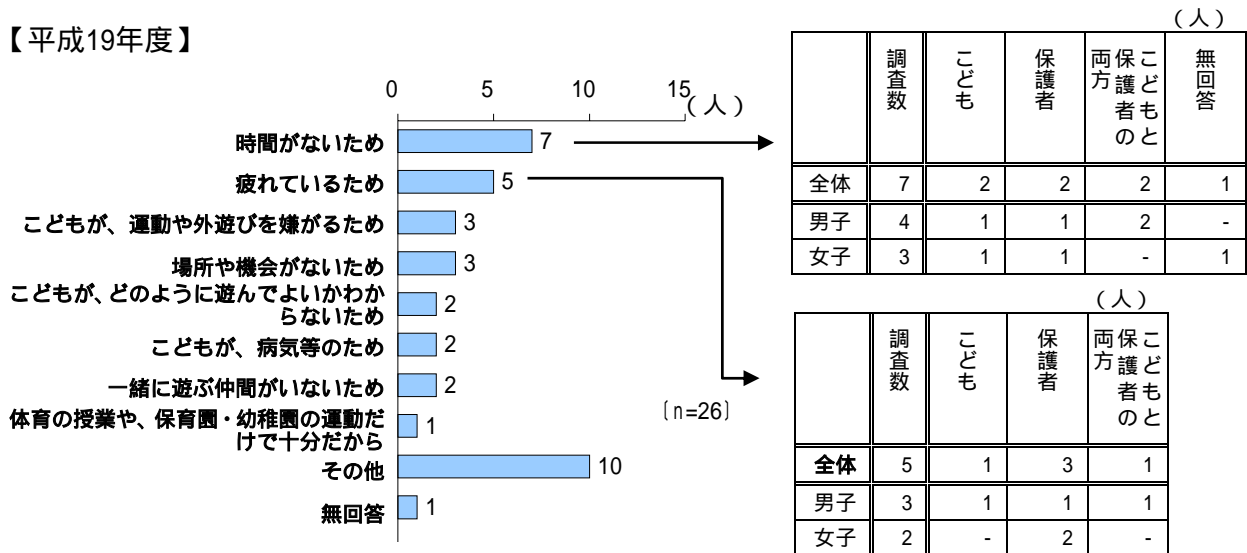 【平成19年度】
0 5 10 15
(人)
時間がないため 7
疲れているため 5
こどもが、運動や外遊びを嫌がるため 3
場所や機会がないため 3
こどもが、どのように遊んでよいかわか
らないため 2
こどもが、病気等のため 2
一緒に遊ぶ仲間がいないため 2
体育の授業や、保育園・幼稚園の運動だ
けで十分だから 1
その他 10
無回答 1
[n=26]
(人)
調査数 こども 保護者 こどもと保護者の両方 無回答
全体 7 2 2 2 1
男子 4 1 1 2 -
女子 3 1 1 - 1
(人)
調査数 こども 保護者 こどもと保護者の両方
全体 5 1 3 1
男子 3 1 1 1
女子 2 - 2 -